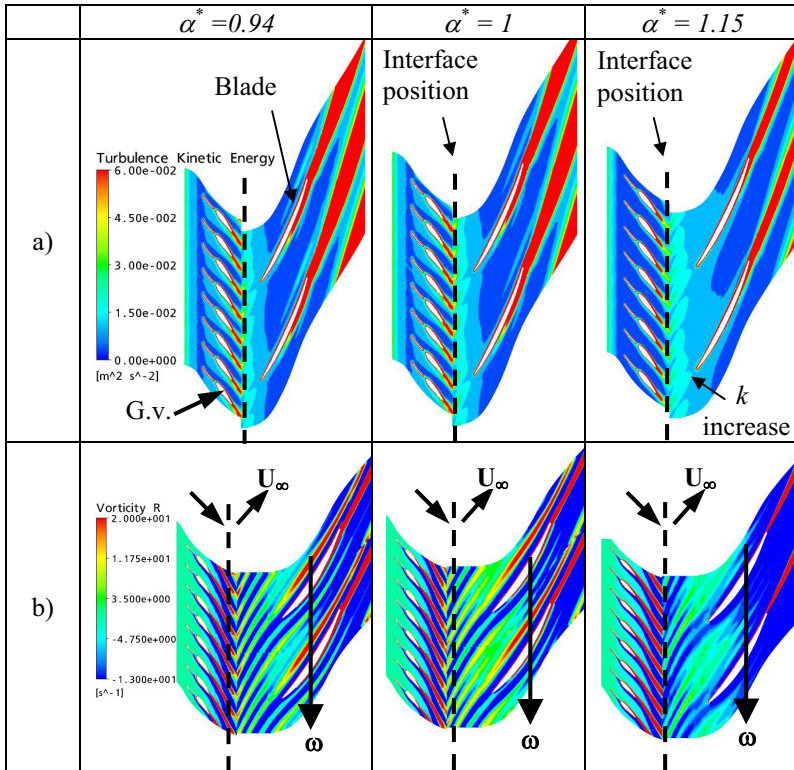 α* =0.94
α* = 1
α* = 1.15
a)
Blade
Turbulence Kinetic Energy
6.00e-002
4.50e-002
3.00e-002
1.50e-002
0.00e+000
[m^2 s^-2]
G.v.
Interface
position
Interface
position
k
increase
b)
Vorticity R
2.000e+001
1.175e+001
3.500e+000
-4.750e+000
-1.300e+001
[s^-1]
U∞
ω
U∞
ω
U∞
ω